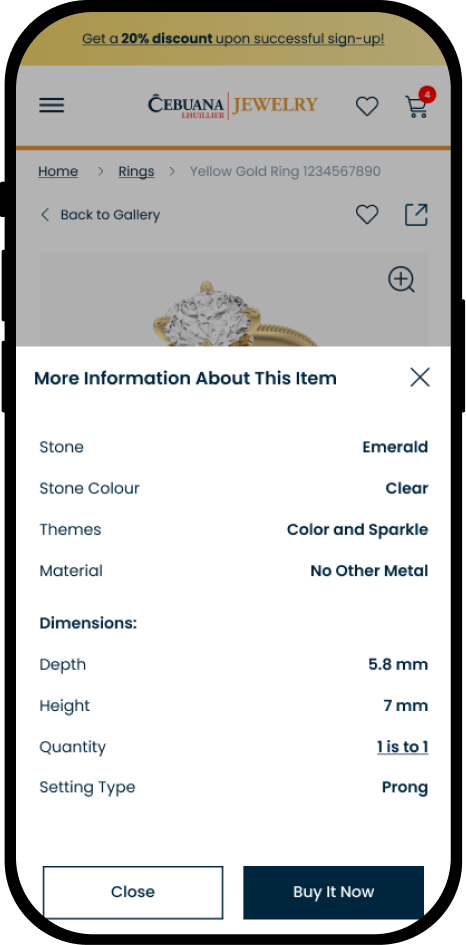 Get a 20% discount upon successful sign-up!
CEBUANA LHUILLIER JEWELRY
4
Home > Rings > Yellow Gold Ring 1234567890
< Back to Gallery
More Information About This Item
Stone Emerald
Stone Colour Clear
Themes Color and Sparkle
Material No Other Metal
Dimensions:
Depth 5.8 mm
Height 7 mm
Quantity 1 is to 1
Setting Type Prong
Close Buy It Now